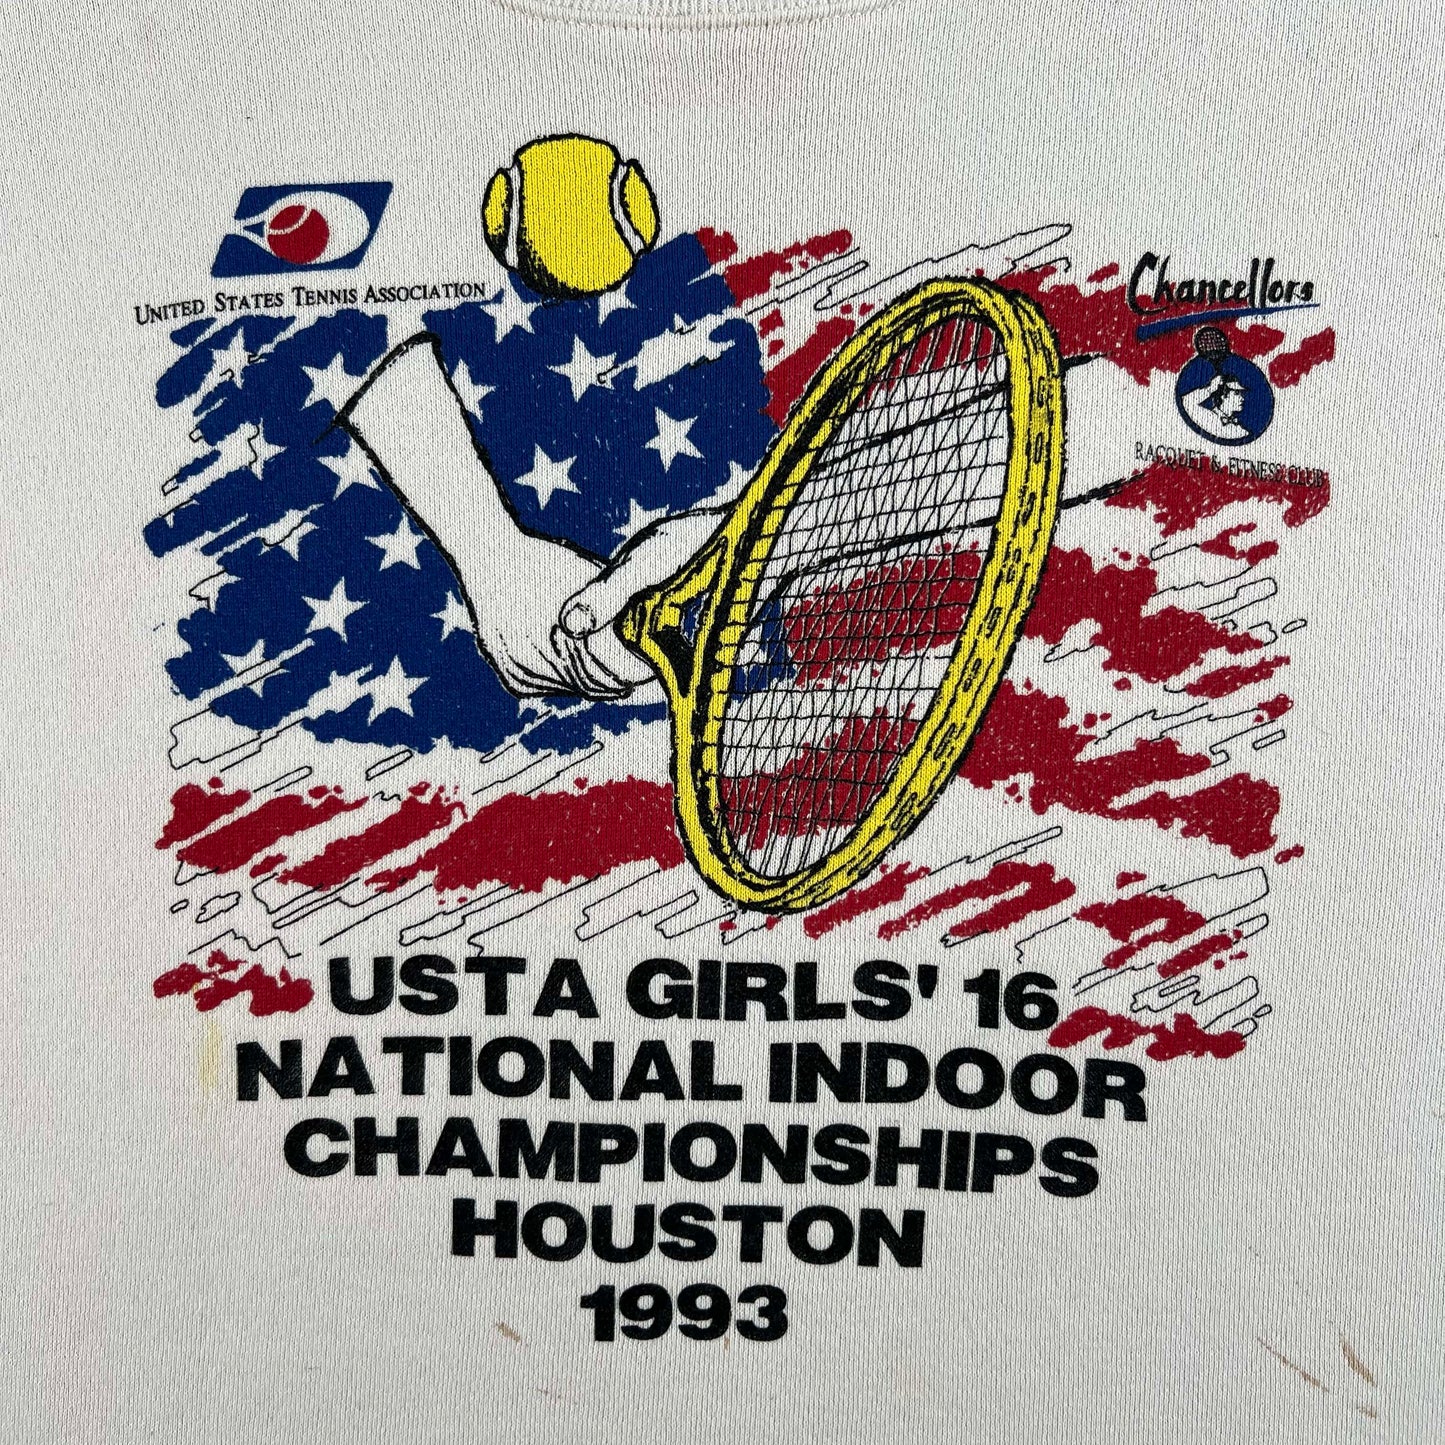 UNITED STATES TENNIS ASSOCIATION
Chancellors
RACQUET & FITNESS CLUB
USTA GIRLS' 16
NATIONAL INDOOR
CHAMPIONSHIPS
HOUSTON
1993